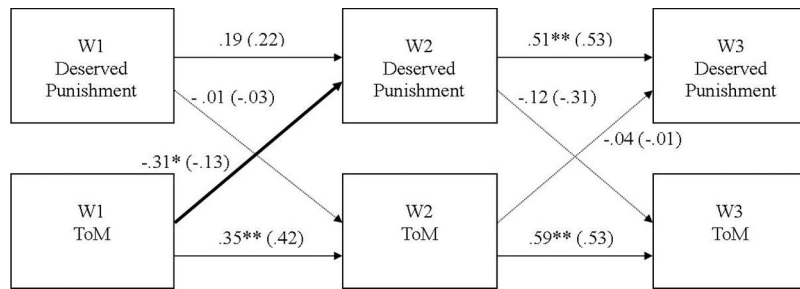 W1
Deserved
Punishment
.19 (.22)
W2
Deserved
Punishment
.51** (.53)
W3
Deserved
Punishment
- .01 (-.03)
-.12 (-.31)
-.31* (-.13)
-.04 (-.01)
W1
ToM
.35** (.42)
W2
ToM
.59** (.53)
W3
ToM